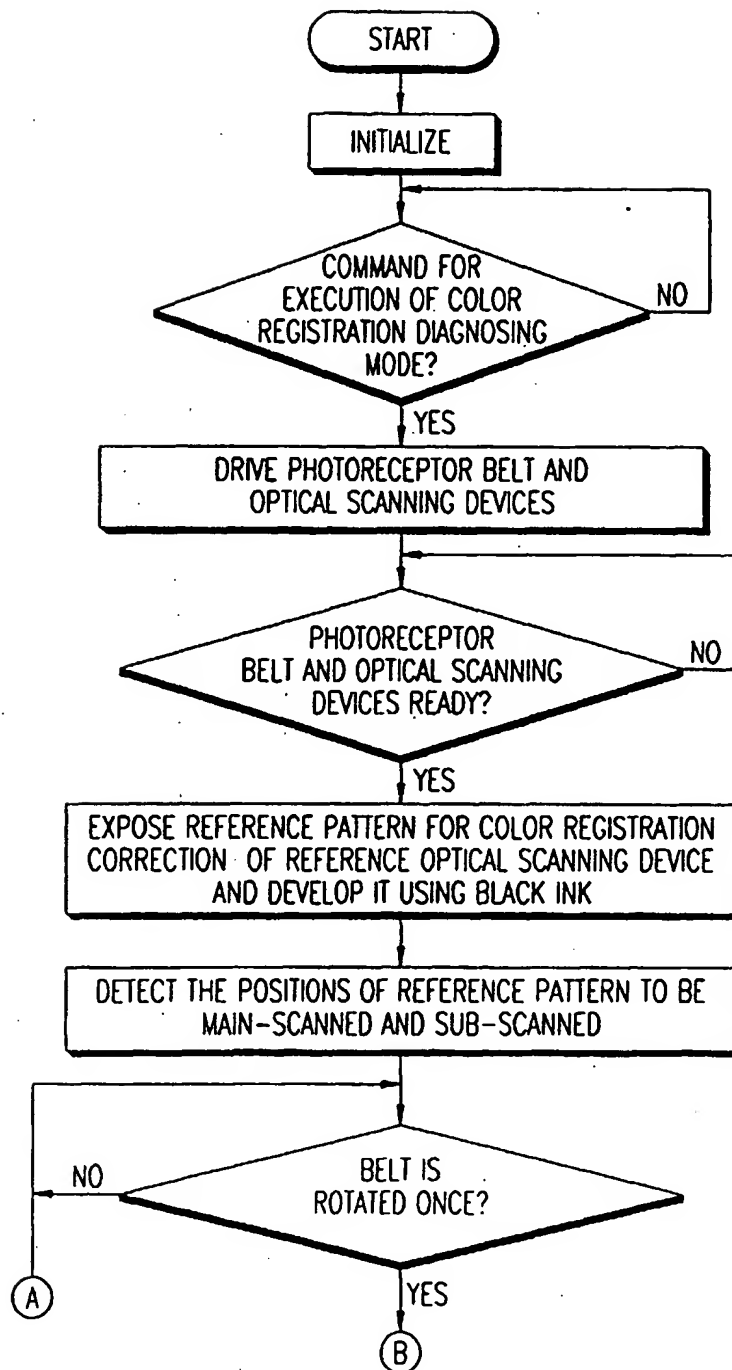 START
INITIALIZE
COMMAND FOR
EXECUTION OF COLOR
REGISTRATION DIAGNOSING
MODE?
NO
YES
DRIVE PHOTORECEPTOR BELT AND
OPTICAL SCANNING DEVICES
PHOTORECEPTOR
BELT AND OPTICAL SCANNING
DEVICES READY?
NO
YES
EXPOSE REFERENCE PATTERN FOR COLOR REGISTRATION
CORRECTION OF REFERENCE OPTICAL SCANNING DEVICE
AND DEVELOP IT USING BLACK INK
DETECT THE POSITIONS OF REFERENCE PATTERN TO BE
MAIN-SCANNED AND SUB-SCANNED
NO
BELT IS
ROTATED ONCE?
A
YES
B